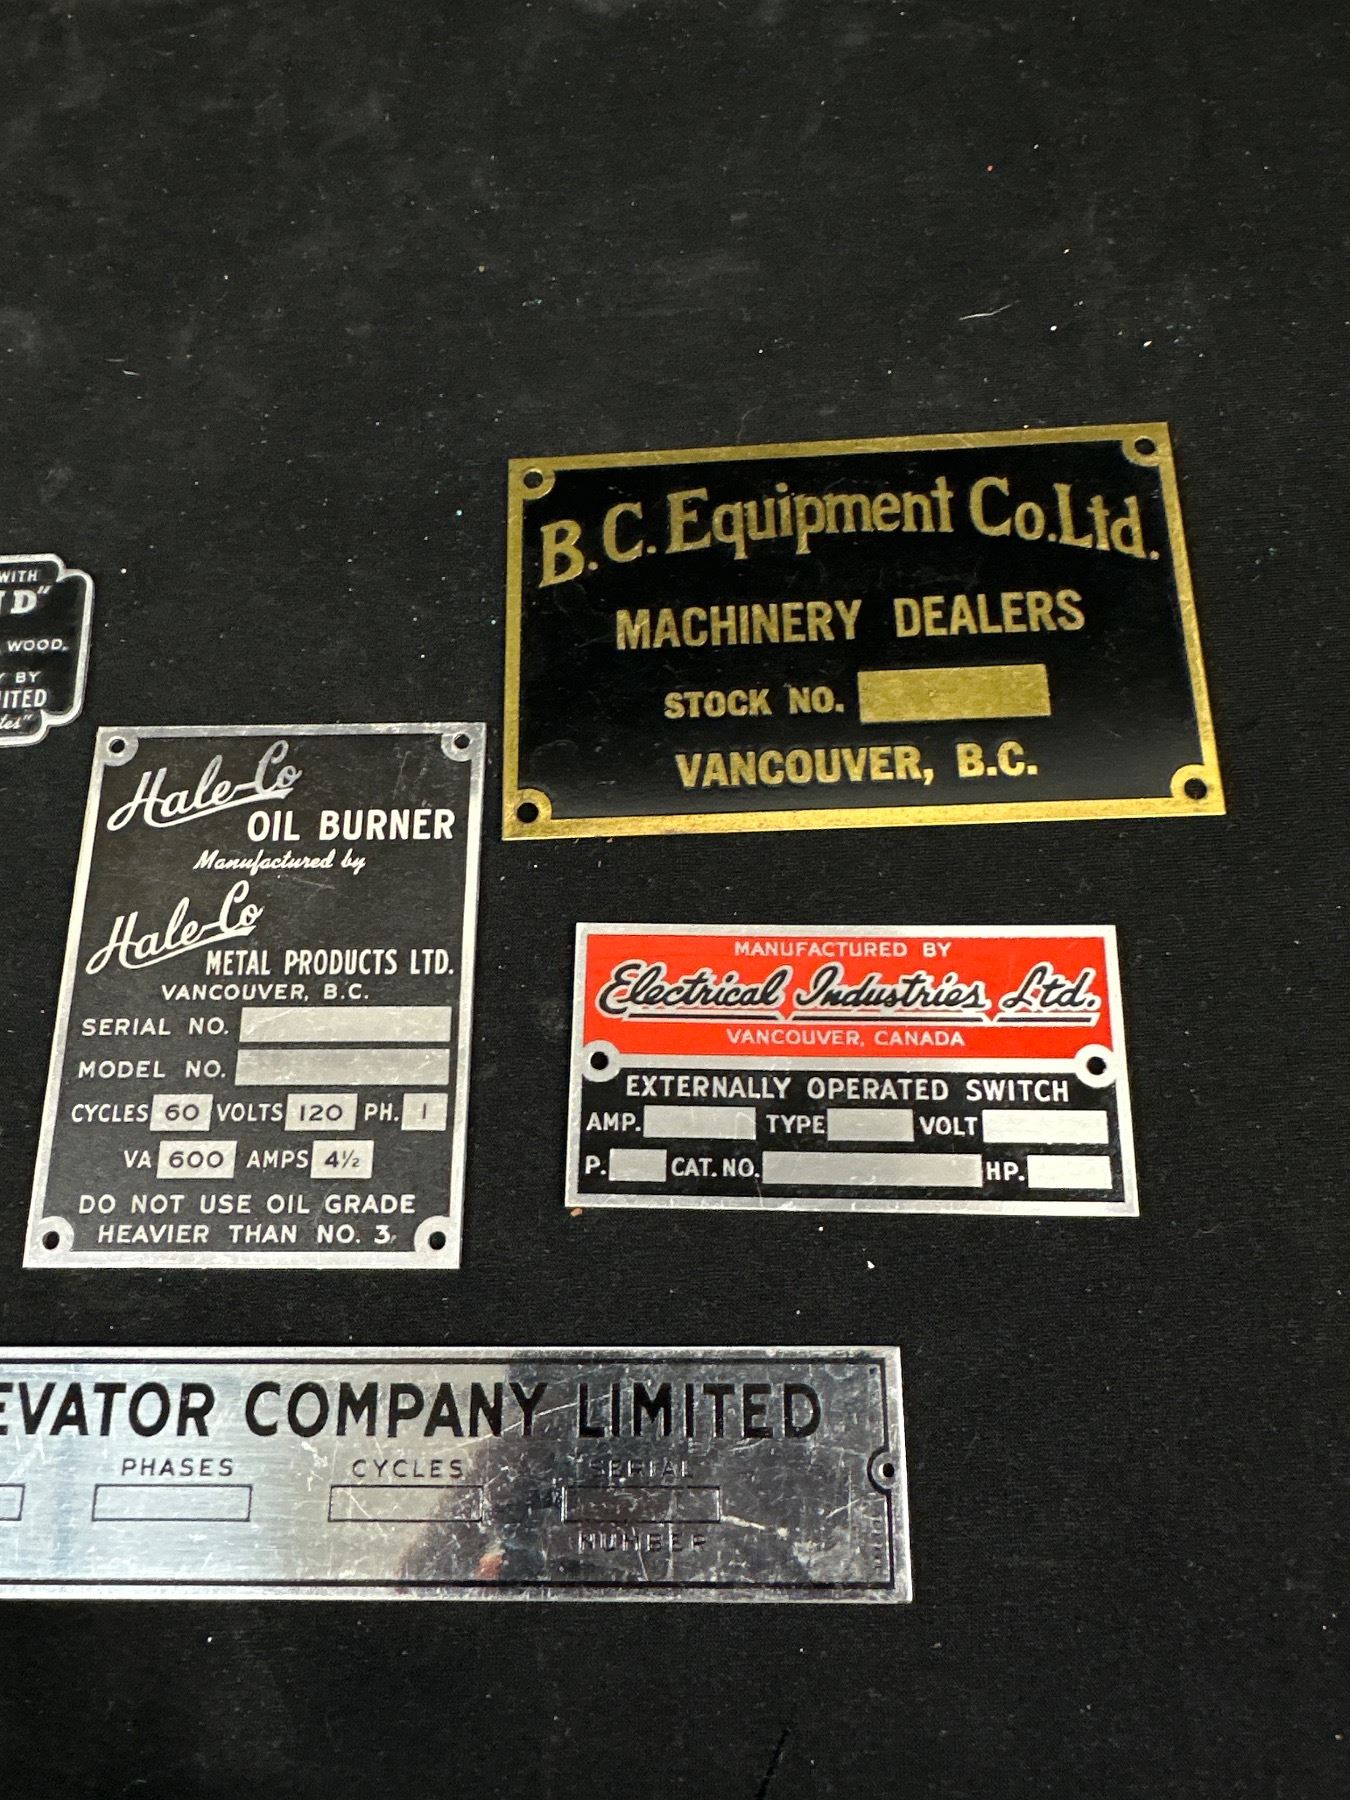 WITH
WOOD.
BY
B.C. Equipment Co. Ltd.
MACHINERY DEALERS
STOCK NO.
VANCOUVER, B.C.
Hale-Co
OIL BURNER
Manufactured by
Hale-Co
METAL PRODUCTS LTD.
VANCOUVER, B.C.
SERIAL NO.
MODEL NO.
CYCLES 60 VOLTS 120 PH. 1
VA 600 AMPS 4½
DO NOT USE OIL GRADE
HEAVIER THAN NO. 3.
MANUFACTURED BY
Electrical Industries Ltd.
VANCOUVER, CANADA
EXTERNALLY OPERATED SWITCH
AMP. TYPE VOLT
P. CAT. NO. HP.
EVATOR COMPANY LIMITED
PHASES CYCLES SERIAL
NUMBER